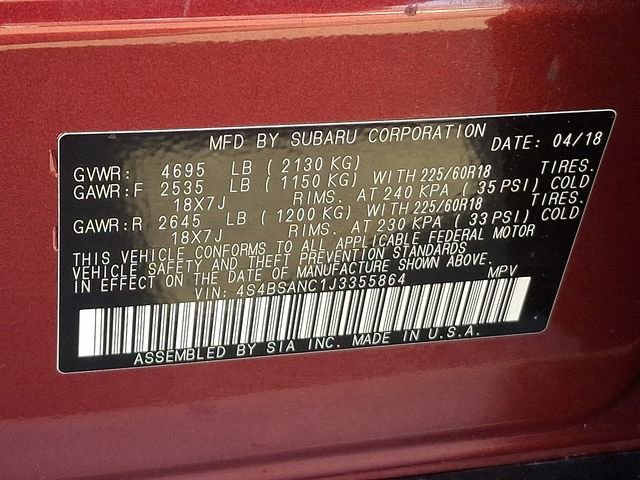 MFD BY SUBARU CORPORATION DATE: 04/18
GVWR: 4695 LB (2130 KG)
GAWR:F 2535 LB (1150 KG) WITH 225/60R18 TIRES.
18X7J RIMS. AT 240 KPA (35 PSI) COLD
GAWR:R 2645 LB (1200 KG) WITH 225/60R18 TIRES.
18X7J RIMS. AT 230 KPA (33 PSI) COLD
THIS VEHICLE CONFORMS TO ALL APPLICABLE FEDERAL MOTOR
VEHICLE SAFETY AND THEFT PREVENTION STANDARDS
IN EFFECT ON THE DATE OF MANUFACTURE SHOWN ABOVE.
VIN: 4S4BSANC1J3355864 MPV
ASSEMBLED BY SIA INC. MADE IN U.S.A.